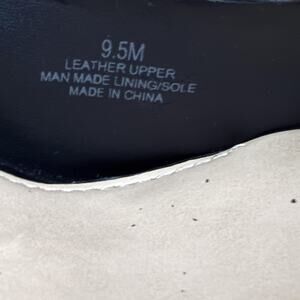 9.5M
LEATHER UPPER
MAN MADE LINING/SOLE
MADE IN CHINA